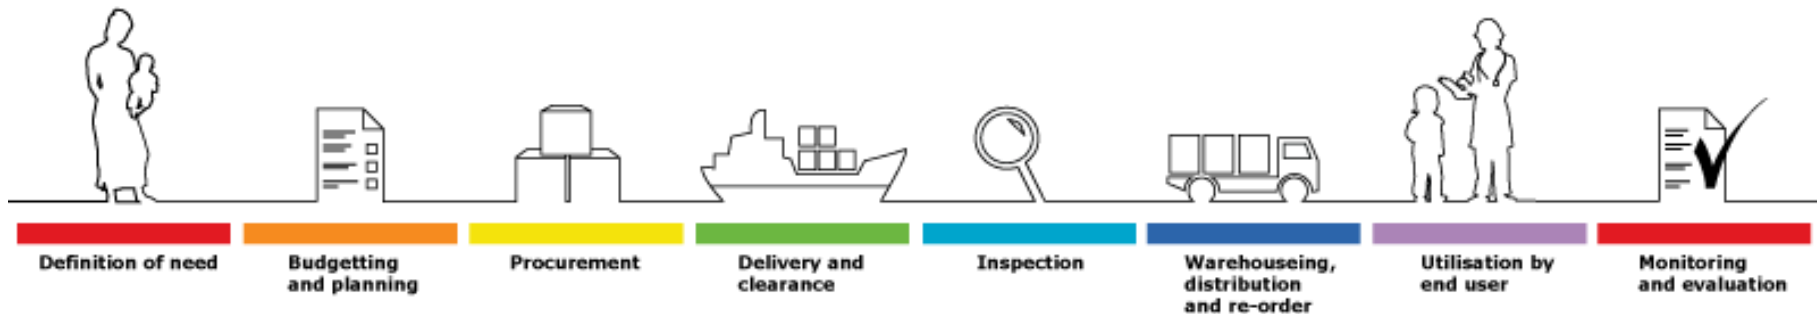 Definition of need
Budgetting
and planning
Procurement
Delivery and
clearance
Inspection
Warehouseing,
distribution
and re-order
Utilisation by
end user
Monitoring
and evaluation